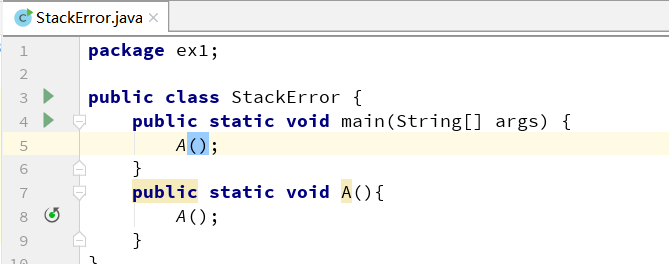 StackError.java
1 package ex1;
2
3 public class StackError {
4 public static void main(String[] args) {
5 A();
6 }
7 public static void A(){
8 A();
9 }
10 }